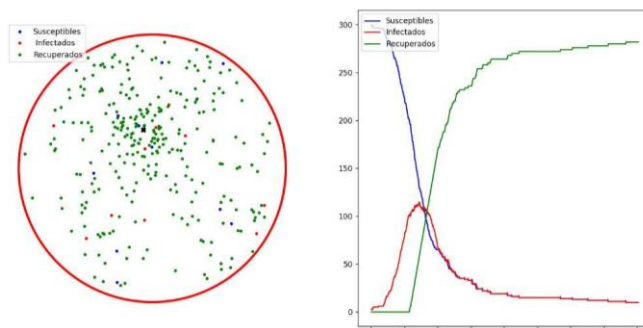 Susceptibles
Infectados
Recuperados
Susceptibles
Infectados
Recuperados
300
250
200
150
100
50
0